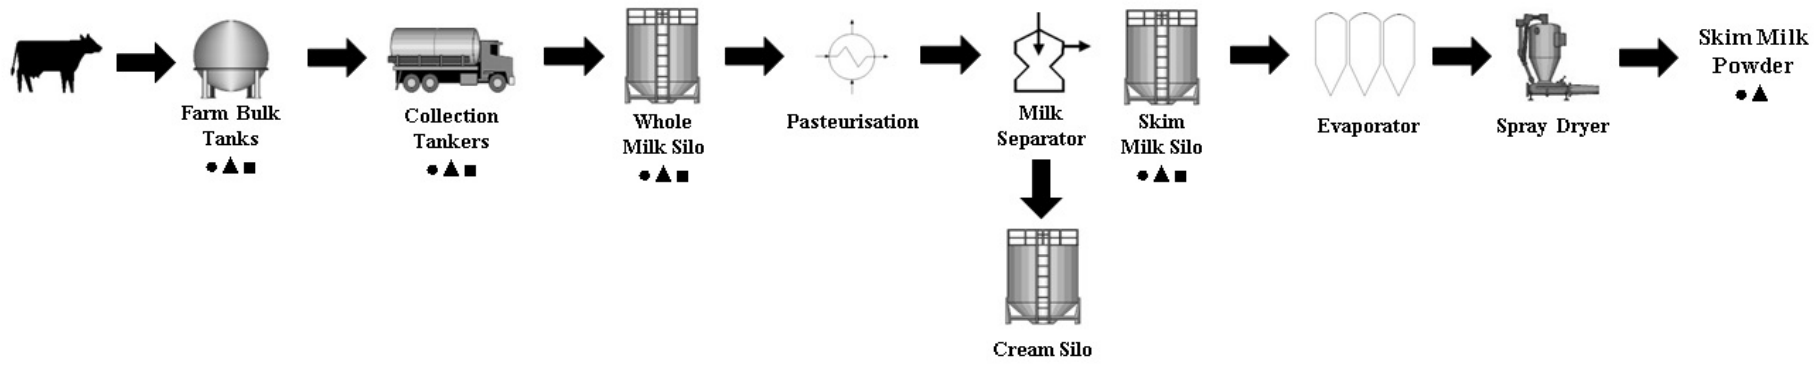 Farm Bulk
Tanks
Collection
Tankers
Whole
Milk Silo
Pasteurisation
Milk
Separator
Skim
Milk Silo
Evaporator
Spray Dryer
Skim Milk
Powder
Cream Silo